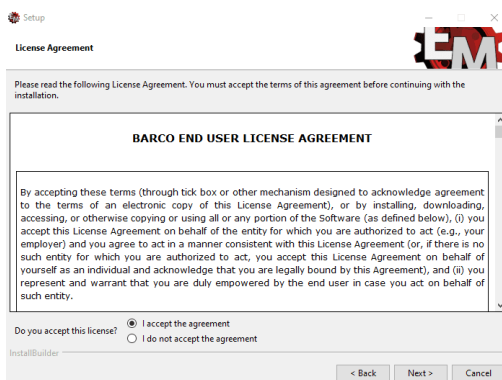 Setup
License Agreement
EM
Please read the following License Agreement. You must accept the terms of this agreement before continuing with the
installation.
BARCO END USER LICENSE AGREEMENT
By accepting these terms (through tick box or other mechanism designed to acknowledge agreement
to the terms of an electronic copy of this License Agreement), or by installing, downloading,
accessing, or otherwise copying or using all or any portion of the Software (as defined below), (i) you
accept this License Agreement on behalf of the entity for which you are authorized to act (e.g., your
employer) and you agree to act in a manner consistent with this License Agreement (or, if there is no
such entity for which you are authorized to act, you accept this License Agreement on behalf of
yourself as an individual and acknowledge that you are legally bound by this Agreement), and (ii) you
represent and warrant that you are duly empowered by the end user in case you act on behalf of
such entity.
Do you accept this license?
I accept the agreement
I do not accept the agreement
InstallBuilder
< Back Next > Cancel